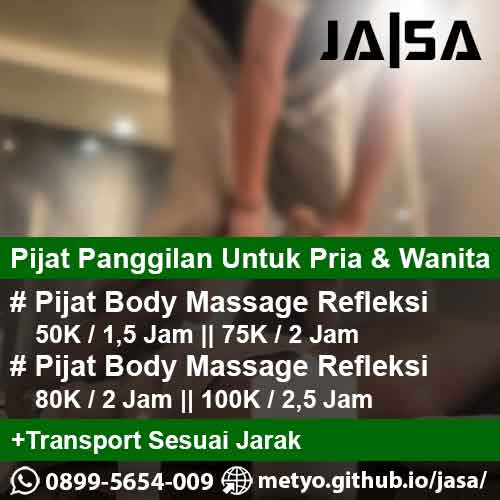 JA|SA
Pijat Panggilan Untuk Pria & Wanita
# Pijat Body Massage Refleksi
50K / 1,5 Jam || 75K / 2 Jam
# Pijat Body Massage Refleksi
80K / 2 Jam || 100K / 2,5 Jam
+Transport Sesuai Jarak
0899-5654-009 metyo.github.io/jasa/